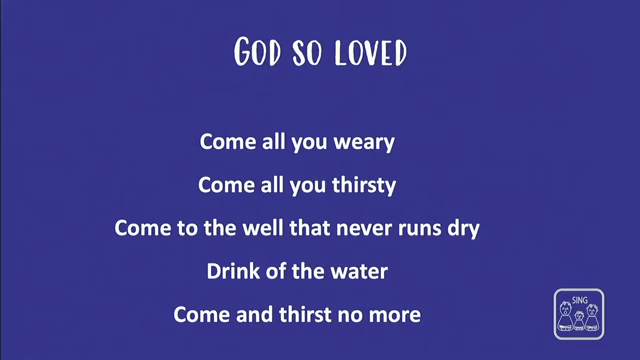 GOD SO LOVED
Come all you weary
Come all you thirsty
Come to the well that never runs dry
Drink of the water
Come and thirst no more
SING